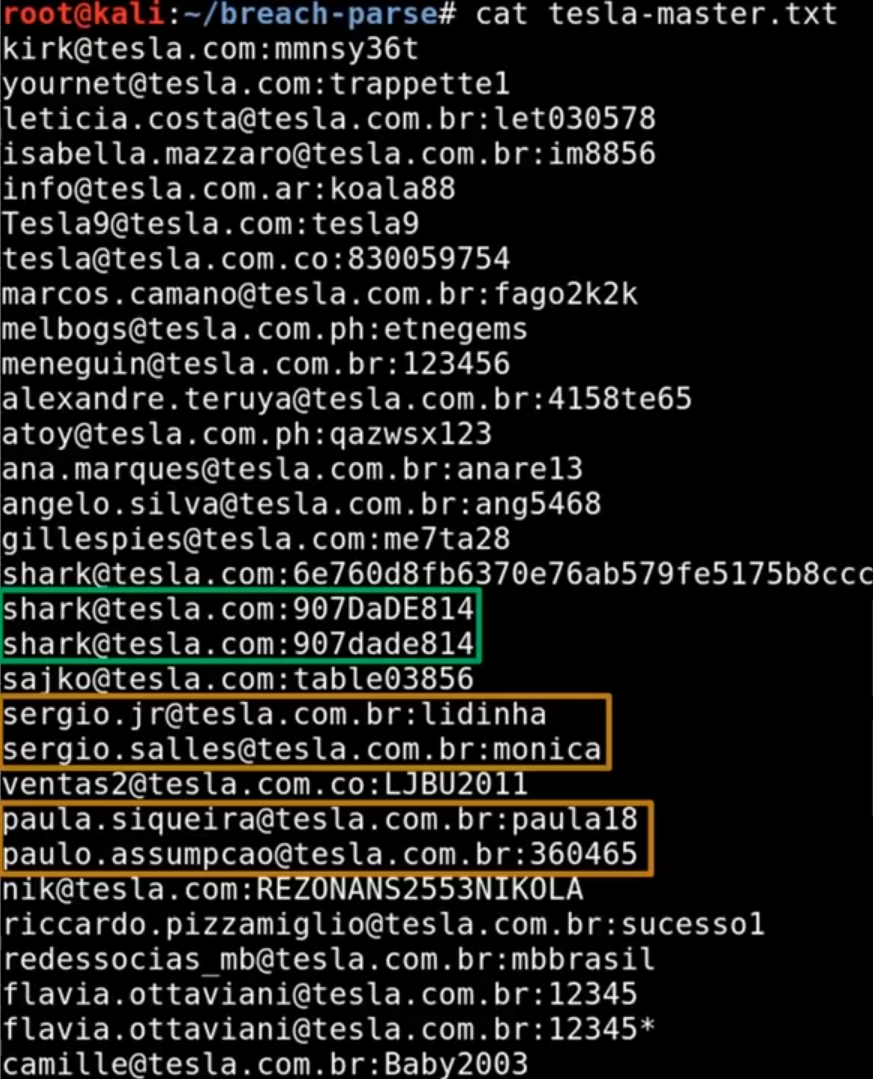 root@kali:~/breach-parse# cat tesla-master.txt
kirk@tesla.com:mmnsy36t
yournet@tesla.com:trappette1
leticia.costa@tesla.com.br:let030578
isabella.mazzaro@tesla.com.br:im8856
info@tesla.com.ar:koala88
Tesla9@tesla.com:tesla9
tesla@tesla.com.co:830059754
marcos.camano@tesla.com.br:fago2k2k
melbogs@tesla.com.ph:etnegems
meneguin@tesla.com.br:123456
alexandre.teruya@tesla.com.br:4158te65
atoy@tesla.com.ph:qazwsx123
ana.marques@tesla.com.br:anare13
angelo.silva@tesla.com.br:ang5468
gillespies@tesla.com:me7ta28
shark@tesla.com:6e760d8fb6370e76ab579fe5175b8ccc
shark@tesla.com:907DaDE814
shark@tesla.com:907dade814
sajko@tesla.com:table03856
sergio.jr@tesla.com.br:lidinha
sergio.salles@tesla.com.br:monica
ventas2@tesla.com.co:LJBU2011
paula.siqueira@tesla.com.br:paula18
paulo.assumpcao@tesla.com.br:360465
nik@tesla.com:REZONANS2553NIKOLA
riccardo.pizzamiglio@tesla.com.br:sucesso1
redessocias_mb@tesla.com.br:mbbrasil
flavia.ottaviani@tesla.com.br:12345
flavia.ottaviani@tesla.com.br:12345*
camille@tesla.com.br:Baby2003